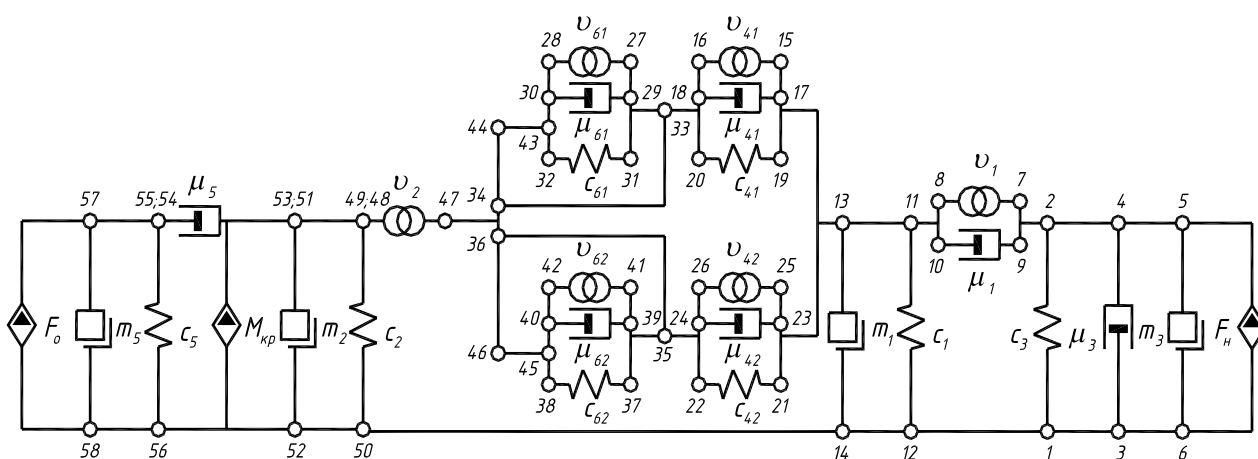 υ61 υ41
28 27 16 15
30 29 18 17
μ61 33 μ41
44 43
32 c61 31 20 c41 19
υ1
57 55;54 μ5 53;51 49;48 υ2 47 34 13 11 8 7 2 4 5
36 υ62 υ42 10 μ1 9
42 41 26 25
Fо m5 c5 Mкр m2 c2 40 39 24 23 m1 c1 c3 μ3 m3 Fн
46 45 μ62 35 μ42
38 c62 37 22 c42 21
58 56 52 50 14 12 1 3 6